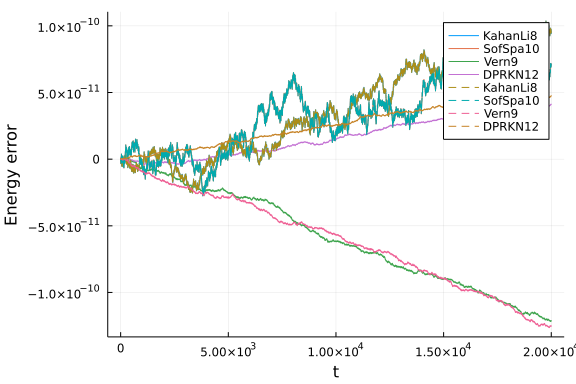 1.0×10⁻¹⁰
5.0×10⁻¹¹
0
−5.0×10⁻¹¹
−1.0×10⁻¹⁰
Energy error
KahanLi8
SofSpa10
Vern9
DPRKN12
KahanLi8
SofSpa10
Vern9
DPRKN12
0 5.00×10³ 1.00×10⁴ 1.50×10⁴ 2.00×10⁴
t